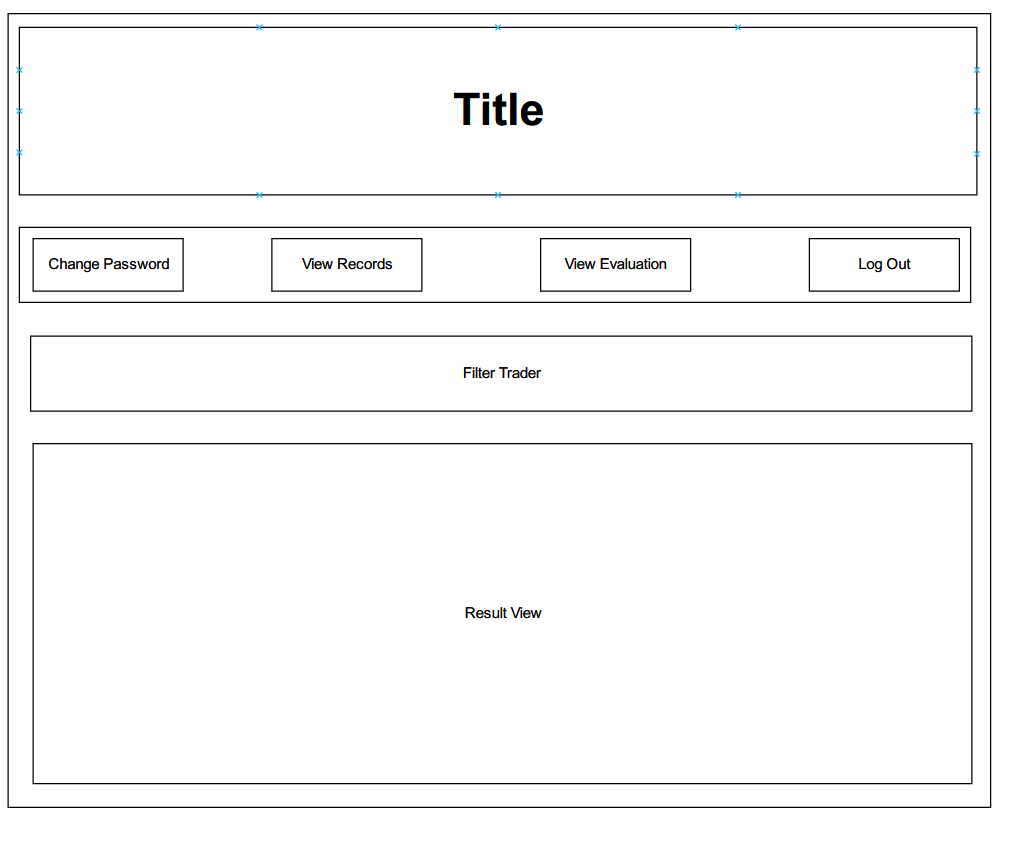 Title
Change Password
View Records
View Evaluation
Log Out
Filter Trader
Result View